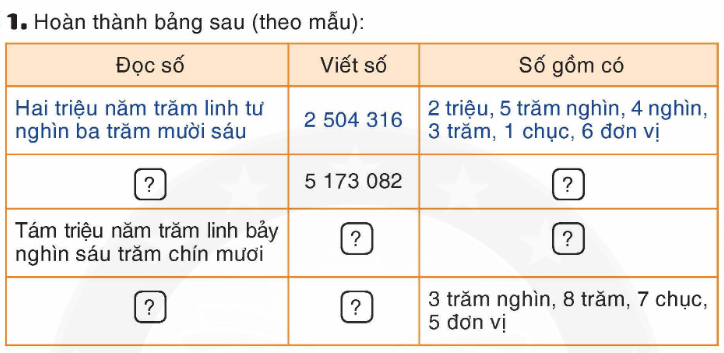 1. Hoàn thành bảng sau (theo mẫu):
Đọc số Viết số Số gồm có
Hai triệu năm trăm linh tư
nghìn ba trăm mười sáu
2 504 316
2 triệu, 5 trăm nghìn, 4 nghìn,
3 trăm, 1 chục, 6 đơn vị
? 5 173 082 ?
Tám triệu năm trăm linh bảy
nghìn sáu trăm chín mươi
? ?
? ?
3 trăm nghìn, 8 trăm, 7 chục,
5 đơn vị